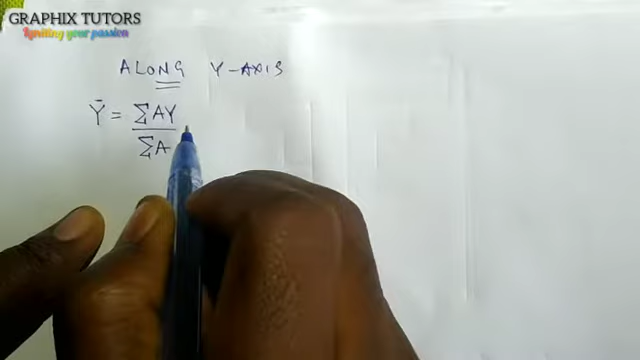 GRAPHIX TUTORS
Igniting your passion
ALONG Y-AXIS
Ȳ = ΣAY
ΣA